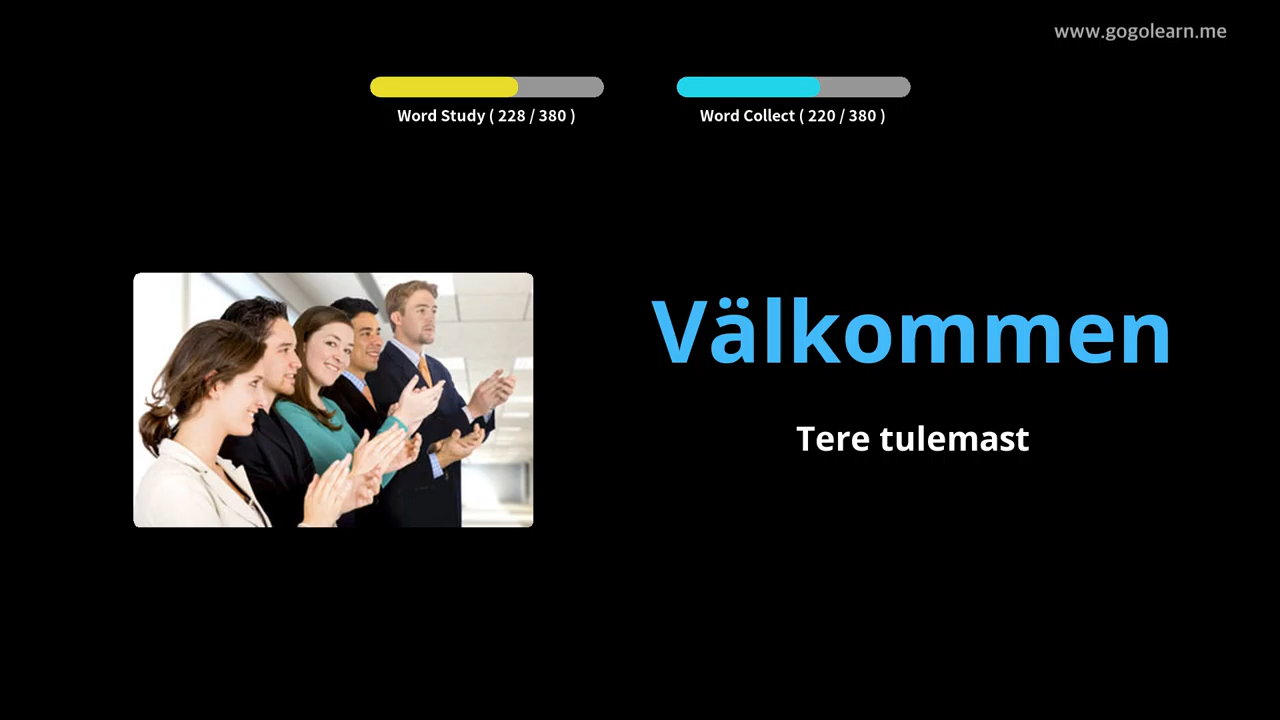 www.gogolearn.me
Word Study ( 228 / 380 )
Word Collect ( 220 / 380 )
Välkommen
Tere tulemast